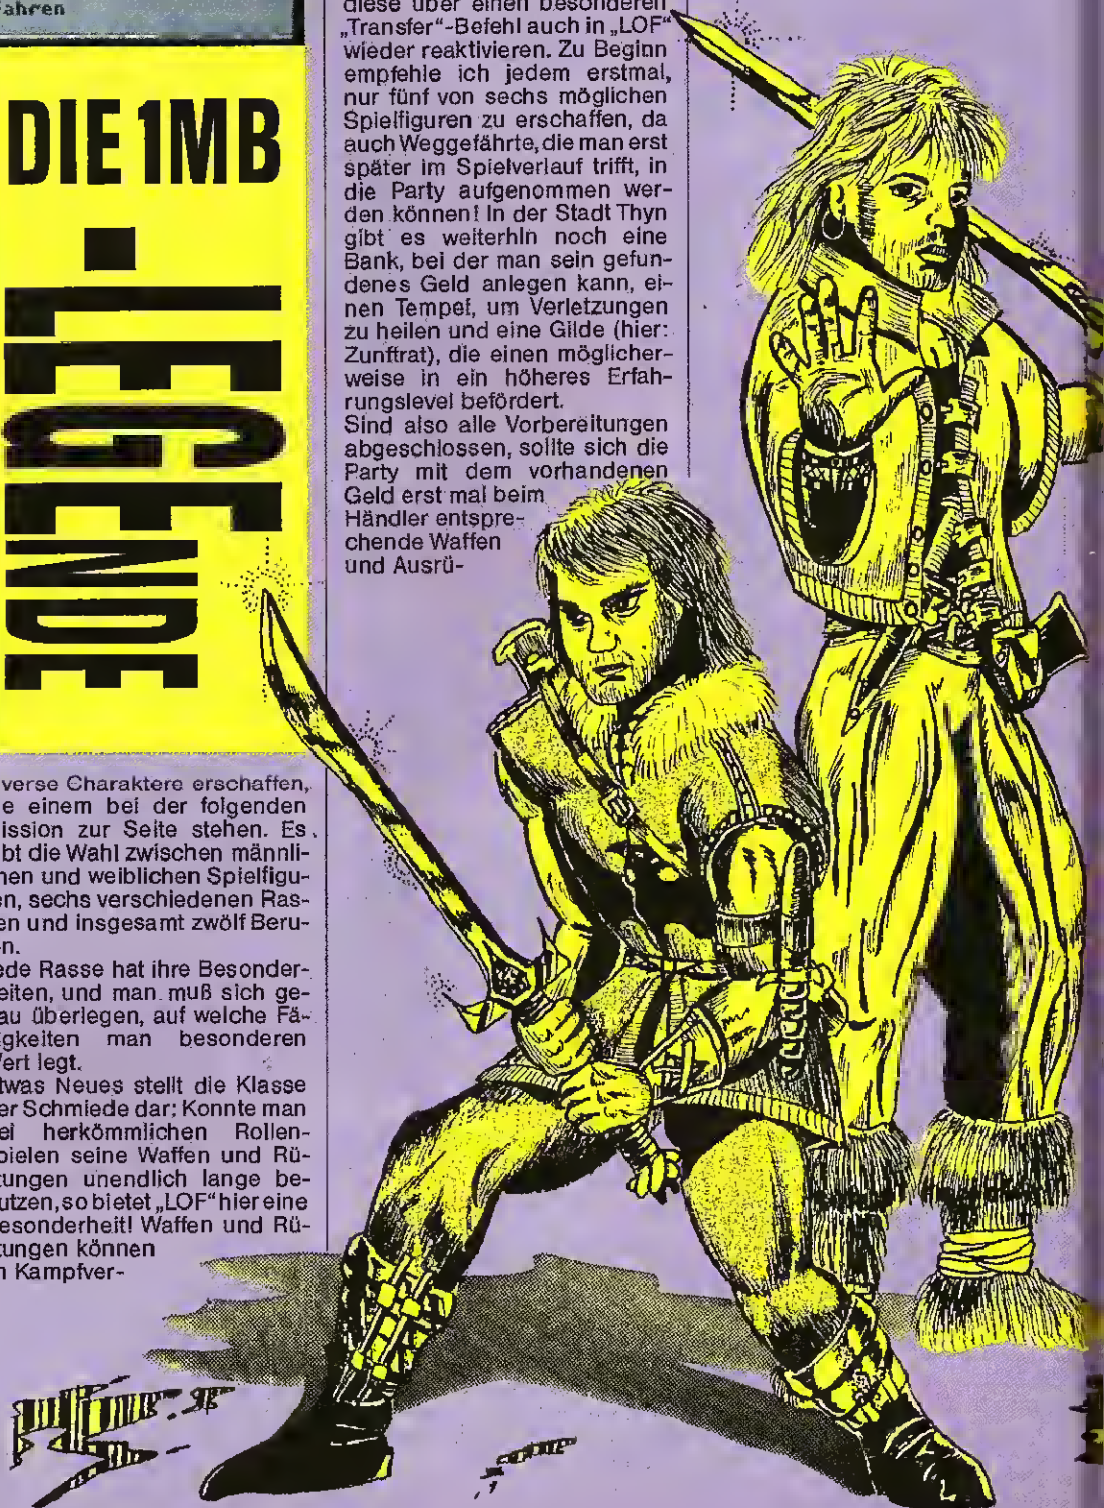 Fahren
DIE 1MB
-LEGENDE
verse Charaktere erschaffen,
e einem bei der folgenden
ission zur Seite stehen. Es
bt die Wahl zwischen männli-
hen und weiblichen Spielfigu-
en, sechs verschiedenen Ras-
en und insgesamt zwölf Beru-
n.
ede Rasse hat ihre Besonder-
eiten, und man muß sich ge-
au überlegen, auf welche Fä-
igkeiten man besonderen
ert legt.
twas Neues stellt die Klasse
er Schmiede dar: Konnte man
ei herkömmlichen Rollen-
pielen seine Waffen und Rü-
tungen unendlich lange be-
utzen, so bietet „LOF“ hier eine
esonderheit! Waffen und Rü-
tungen können
n Kampfver-
diese über einen besonderen
„Transfer“-Befehl auch in „LOF“
wieder reaktivieren. Zu Beginn
empfehle ich jedem erstmal,
nur fünf von sechs möglichen
Spielfiguren zu erschaffen, da
auch Weggefährte, die man erst
später im Spielverlauf trifft, in
die Party aufgenommen wer-
den können! In der Stadt Thyn
gibt es weiterhin noch eine
Bank, bei der man sein gefun-
denes Geld anlegen kann, ei-
nen Tempel, um Verletzungen
zu heilen und eine Gilde (hier:
Zunftrat), die einen möglicher-
weise in ein höheres Erfah-
rungslevel befördert.
Sind also alle Vorbereitungen
abgeschlossen, sollte sich die
Party mit dem vorhandenen
Geld erst mal beim
Händler entspre-
chende Waffen
und Ausrü-